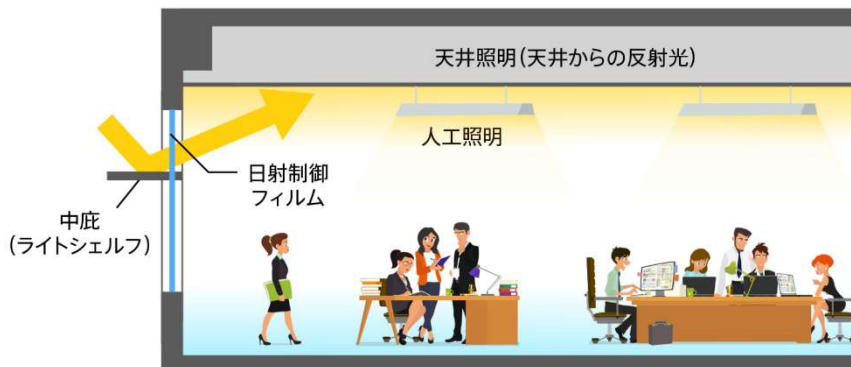 天井照明(天井からの反射光)
人工照明
日射制御
フィルム
中庇
(ライトシェルフ)